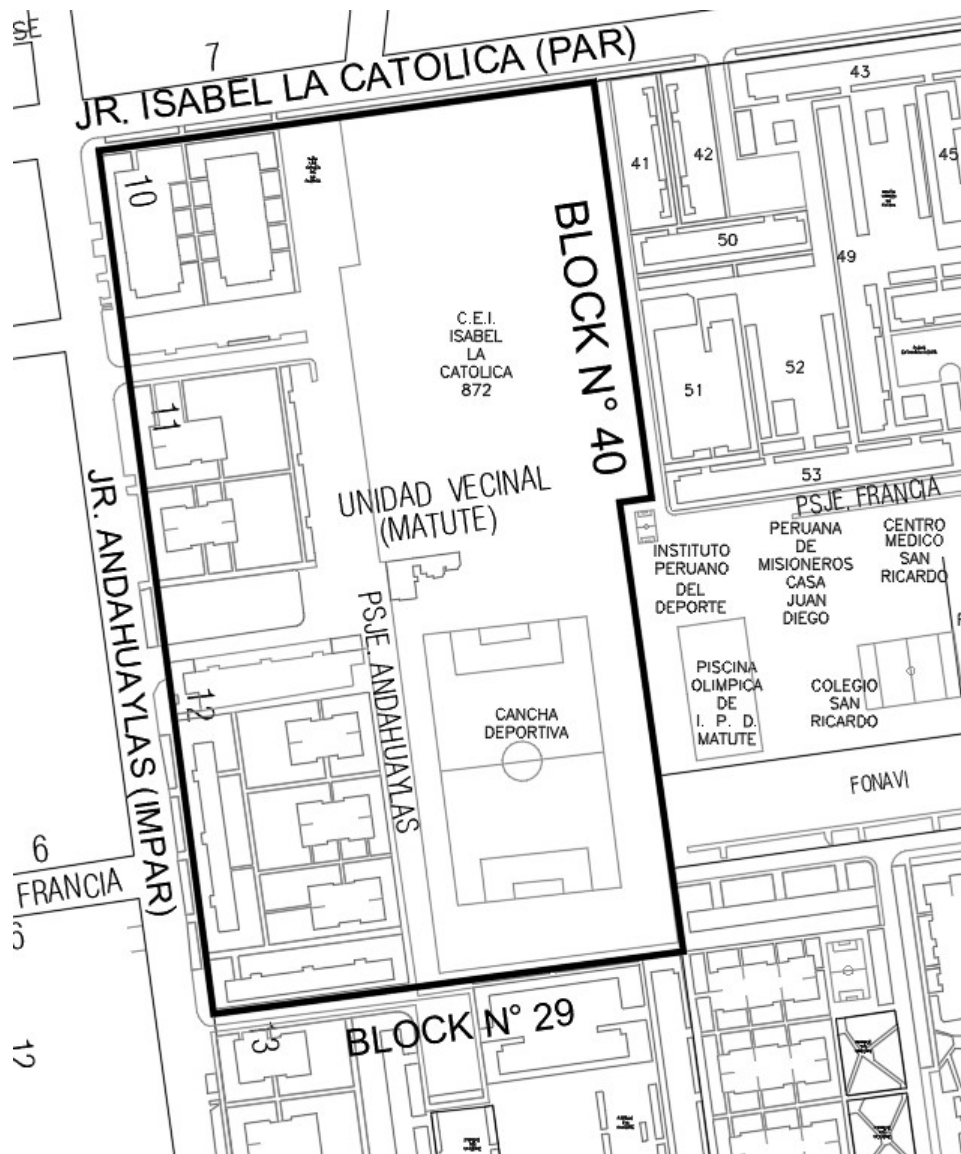 SE
7
JR. ISABEL LA CATOLICA (PAR)
43
10
41
42
45
BLOCK N° 40
50
49
C.E.I.
ISABEL
LA
CATOLICA
872
51
52
11
53
UNIDAD VECINAL
(MATUTE)
PSJE. FRANCIA
JR. ANDAHUAYLAS (IMPAR)
INSTITUTO
PERUANO
DEL
DEPORTE
PERUANA
DE
MISIONEROS
CASA
JUAN
DIEGO
CENTRO
MEDICO
SAN
RICARDO
PSJE. ANDAHUAYLAS
12
CANCHA
DEPORTIVA
PISCINA
OLIMPICA
DE
I. P. D.
MATUTE
COLEGIO
SAN
RICARDO
FONAVI
6
FRANCIA
6
BLOCK N° 29
13
12